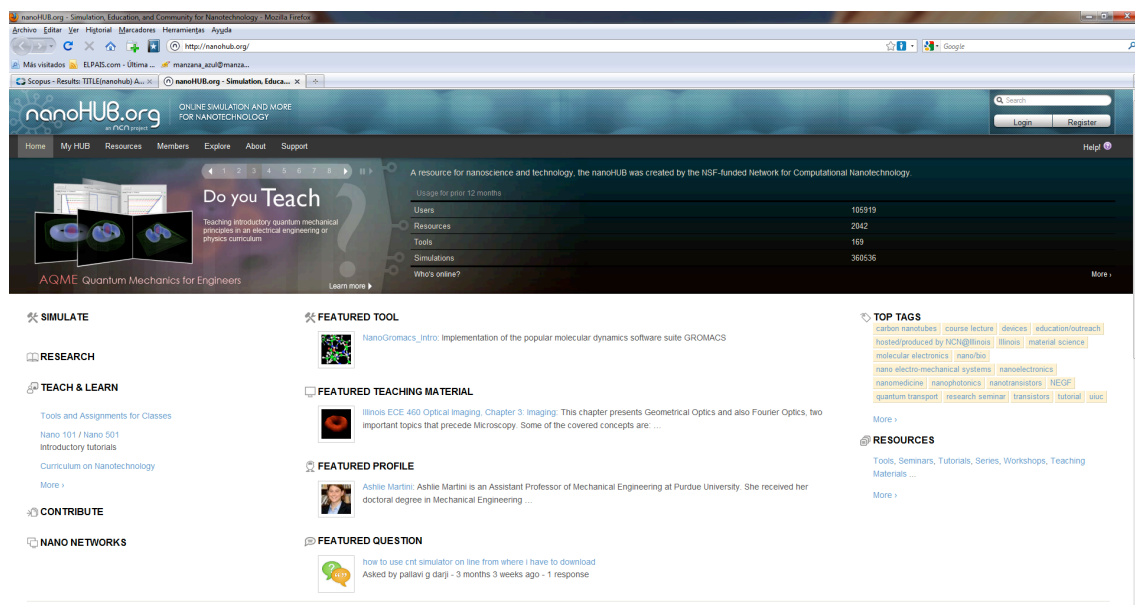 nanoHUB.org - Simulation, Education, and Community for Nanotechnology - Mozilla Firefox
Archivo Editar Ver Historial Marcadores Herramientas Ayuda
http://nanohub.org/
Google
Más visitados ELPAIS.com - Última ... manzana_azul@manza...
Scopus - Results: TITLE(nanohub) A... nanoHUB.org - Simulation, Educa...
nanoHUB.org
an ncn project
ONLINE SIMULATION AND MORE
FOR NANOTECHNOLOGY
Search
Login Register
Home My HUB Resources Members Explore About Support Help!
1 2 3 4 5 6 7 8
Do you Teach
Teaching introductory quantum mechanical
principles in an electrical engineering or
physics curriculum
AQME Quantum Mechanics for Engineers
Learn more
A resource for nanoscience and technology, the nanoHUB was created by the NSF-funded Network for Computational Nanotechnology.
Usage for prior 12 months
Users 105919
Resources 2042
Tools 169
Simulations 360536
Who's online? More ›
SIMULATE
RESEARCH
TEACH & LEARN
Tools and Assignments for Classes
Nano 101 / Nano 501
Introductory tutorials
Curriculum on Nanotechnology
More ›
CONTRIBUTE
NANO NETWORKS
FEATURED TOOL
NanoGromacs_Intro: Implementation of the popular molecular dynamics software suite GROMACS
FEATURED TEACHING MATERIAL
Illinois ECE 460 Optical Imaging, Chapter 3: Imaging: This chapter presents Geometrical Optics and also Fourier Optics, two
important topics that precede Microscopy. Some of the covered concepts are: ...
FEATURED PROFILE
Ashlie Martini: Ashlie Martini is an Assistant Professor of Mechanical Engineering at Purdue University. She received her
doctoral degree in Mechanical Engineering ...
FEATURED QUESTION
how to use cnt simulator on line from where i have to download
Asked by pallavi g darji - 3 months 3 weeks ago - 1 response
TOP TAGS
carbon nanotubes course lecture devices education/outreach
hosted/produced by NCN@Illinois Illinois material science
molecular electronics nano/bio
nano electro-mechanical systems nanoelectronics
nanomedicine nanophotonics nanotransistors NEGF
quantum transport research seminar transistors tutorial uiuc
More ›
RESOURCES
Tools, Seminars, Tutorials, Series, Workshops, Teaching
Materials ...
More ›